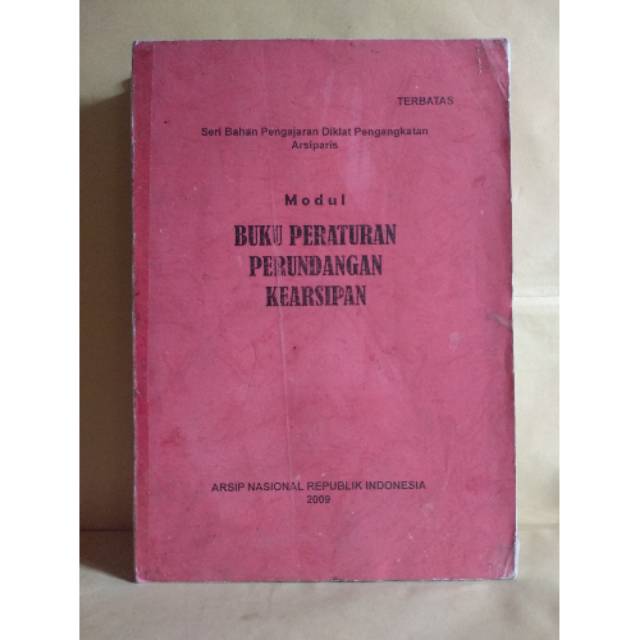 TERBATAS
Seri Bahan Pengajaran Diklat Pengangkatan
Arsiparis
Modul
BUKU PERATURAN
PERUNDANGAN
KEARSIPAN
ARSIP NASIONAL REPUBLIK INDONESIA
2009